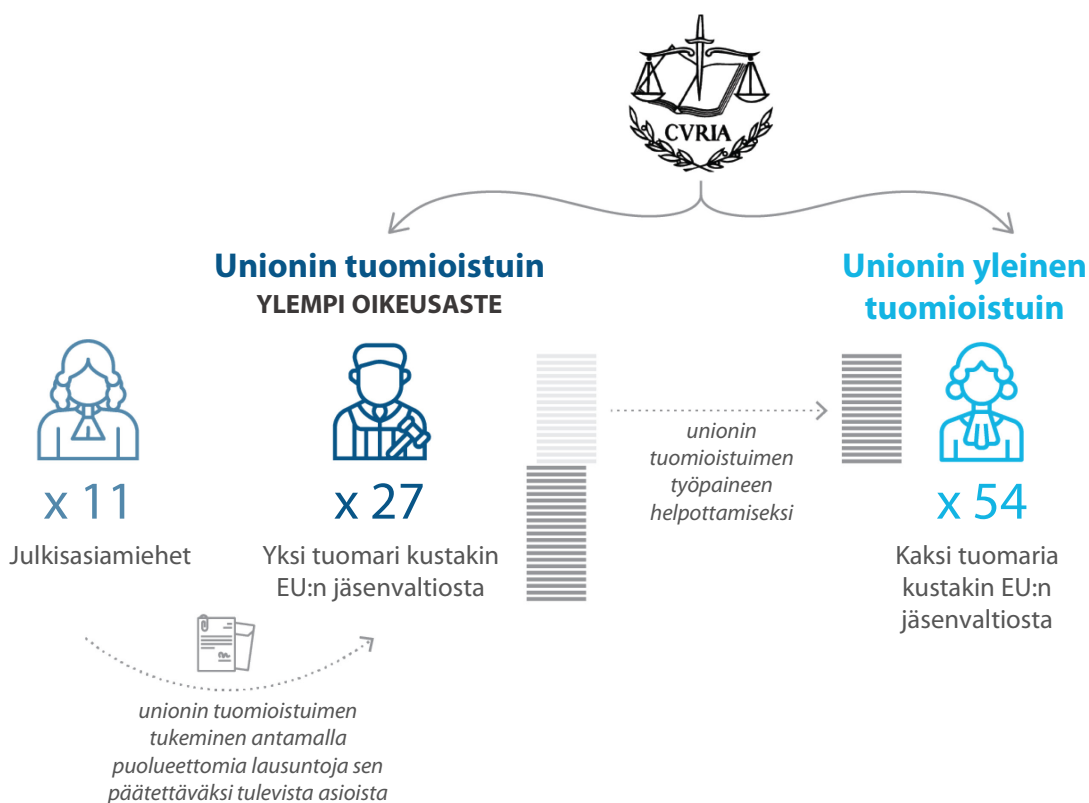 CVRIA
Unionin tuomioistuin
YLEMPI OIKEUSASTE
Unionin yleinen
tuomioistuin
x 11
Julkisasiamiehet
x 27
Yksi tuomari kustakin
EU:n jäsenvaltiosta
unionin
tuomioistuimen
työpaineen
helpottamiseksi
x 54
Kaksi tuomaria
kustakin EU:n
jäsenvaltiosta
unionin tuomioistuimen
tukeminen antamalla
puolueettomia lausuntoja sen
päätettäväksi tulevista asioista